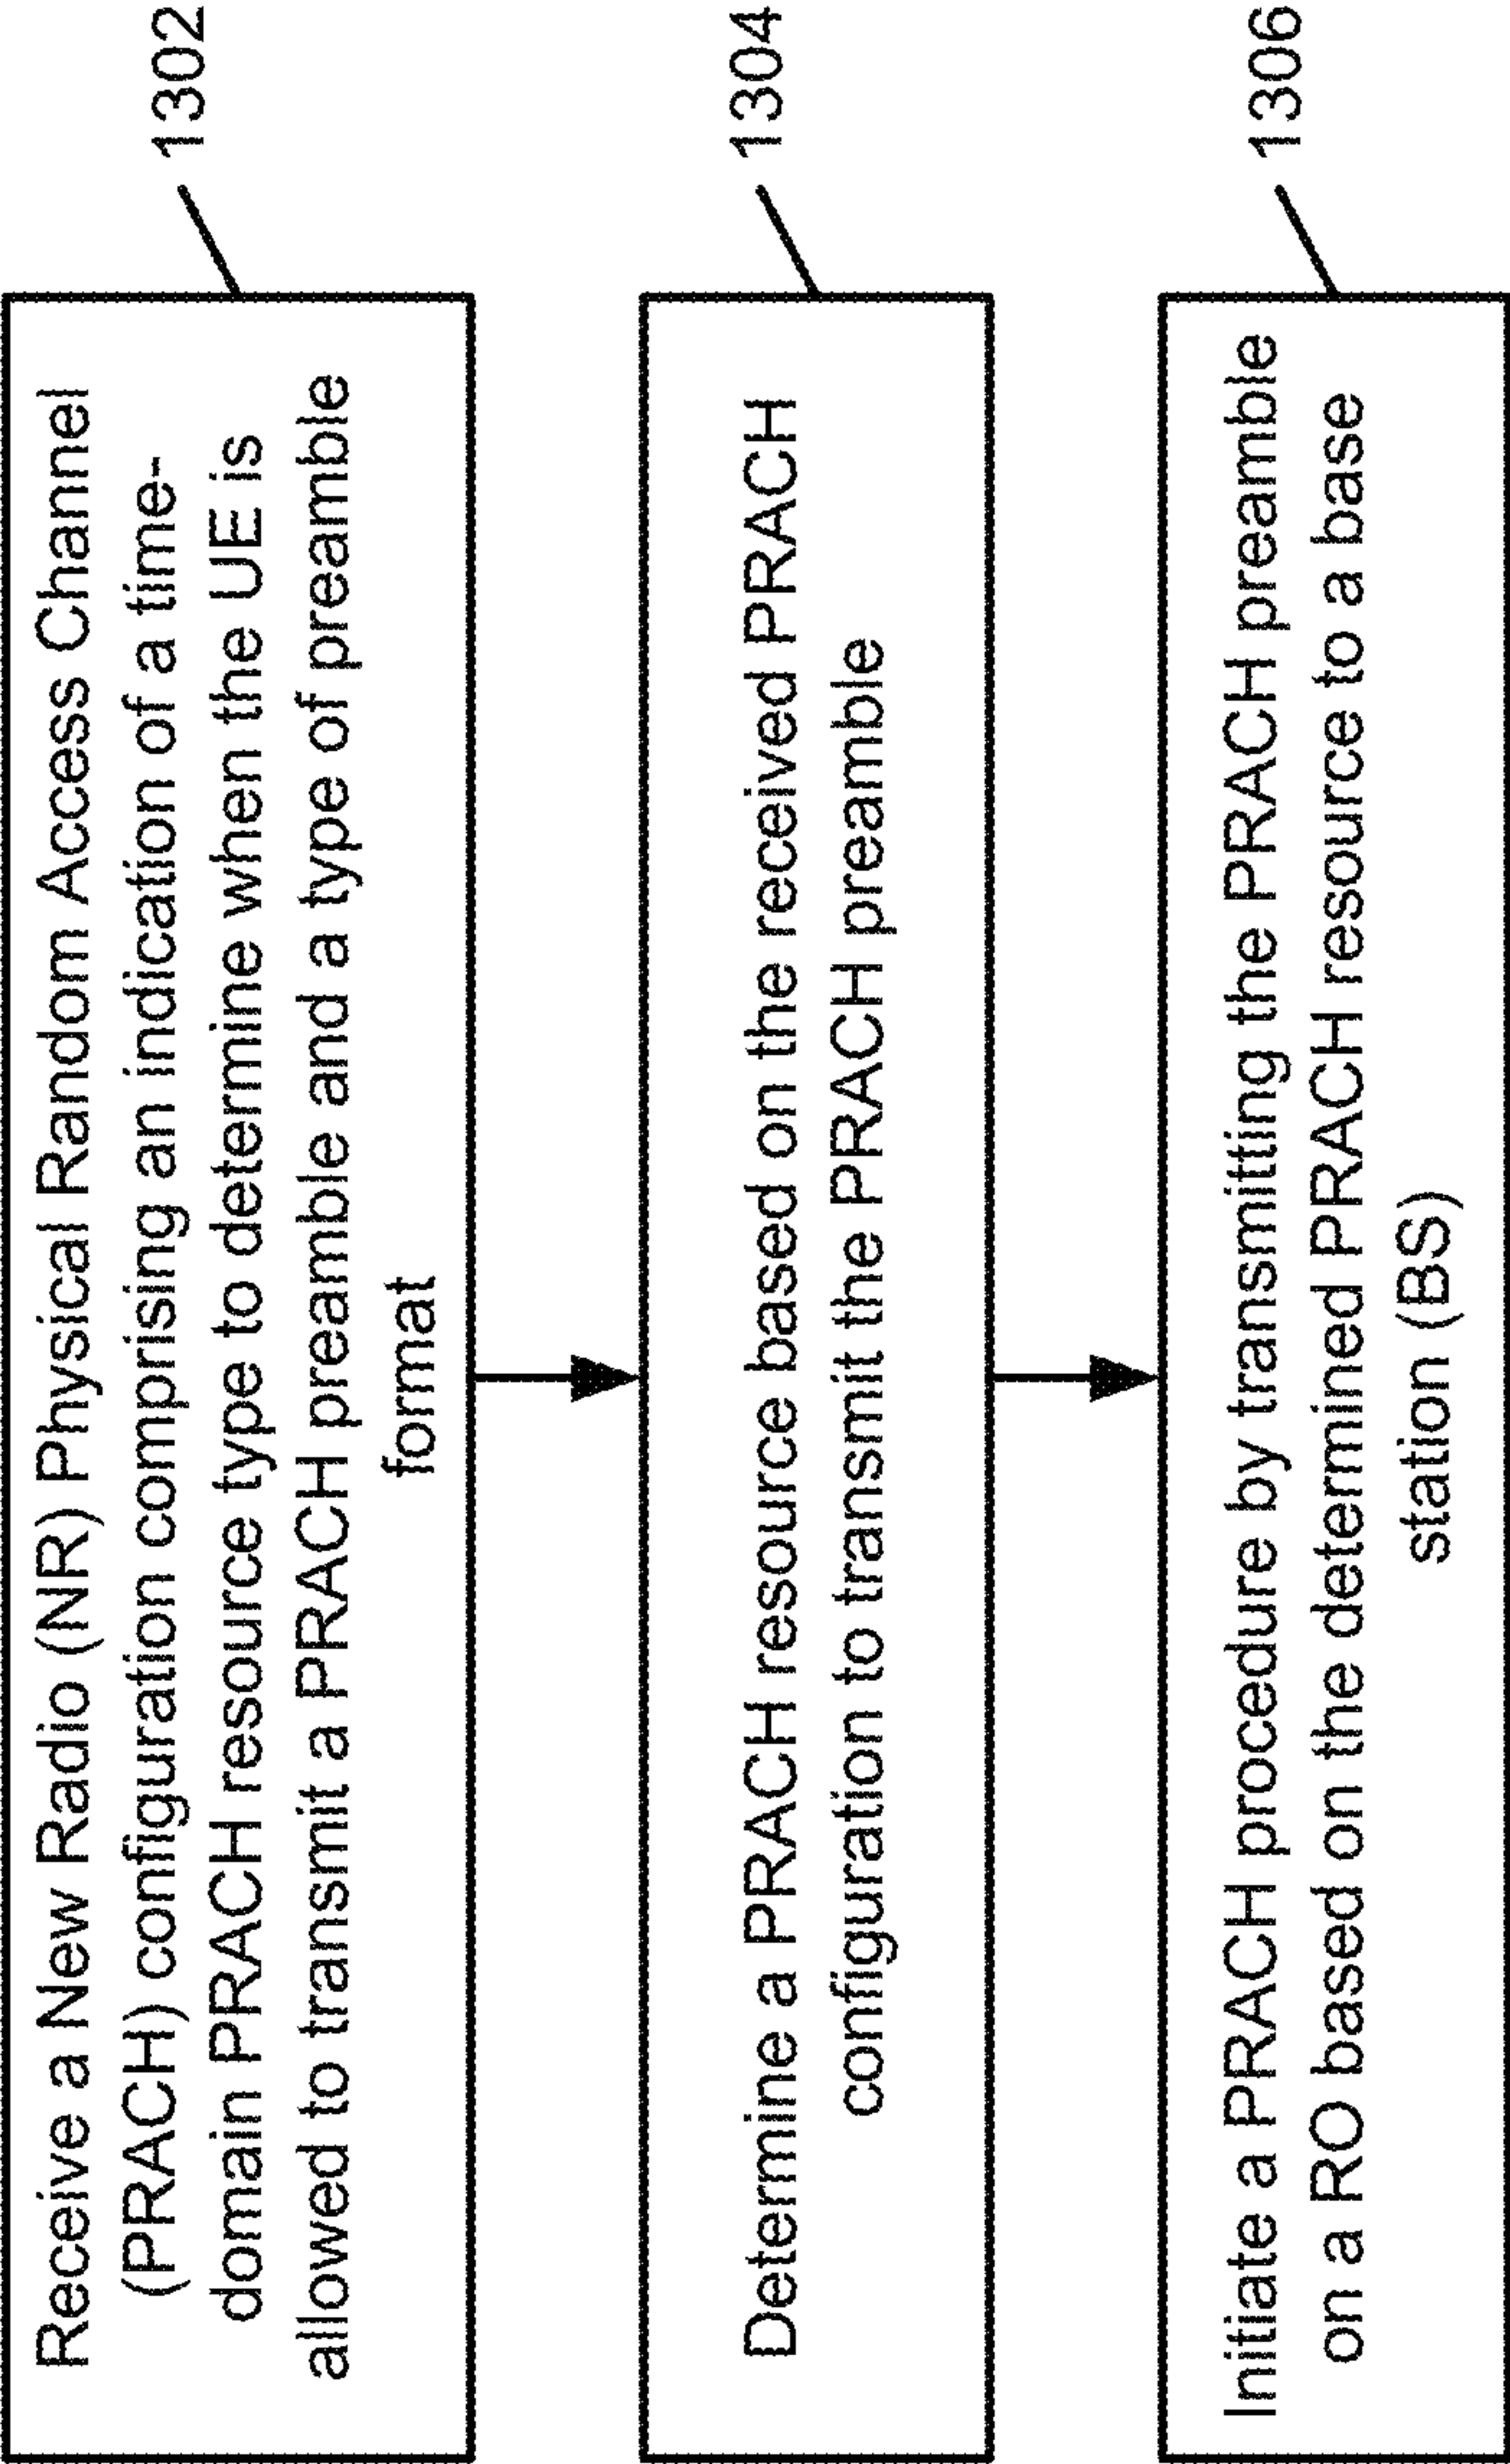 Receive a New Radio (NR) Physical Random Access Channel
(PRACH) configuration comprising an indication of a time-
domain PRACH resource type to determine when the UE is
allowed to transmit a PRACH preamble and a type of preamble
format
1302
Determine a PRACH resource based on the received PRACH
configuration to transmit the PRACH preamble
1304
Initiate a PRACH procedure by transmitting the PRACH preamble
on a RO based on the determined PRACH resource to a base
station (BS)
1306